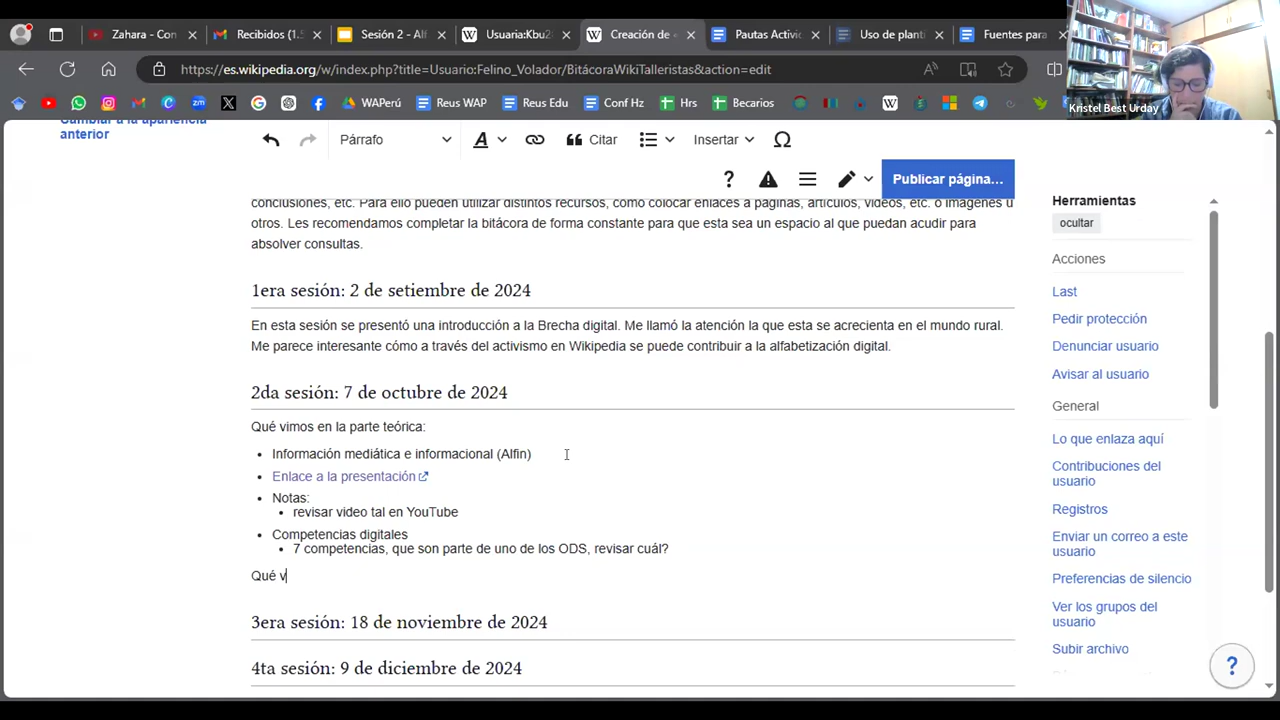 Zahara - Con
Recibidos (1.5
Sesión 2 - Alf
Usuaria:Kbu2
Creación de
Pautas Activic
Uso de planti
Fuentes para
https://es.wikipedia.org/w/index.php?title=Usuario:Felino_Volador/BitácoraWikiTalleristas&action=edit
WAPerú
Reus WAP
Reus Edu
Conf Hz
Hrs
Becarios
Kristel Best Urday
Cambiar a la apariencia
anterior
Párrafo
A
Citar
Insertar
Ω
Publicar página...
conclusiones, etc. Para ello pueden utilizar distintos recursos, como colocar enlaces a páginas, artículos, videos, etc. o imágenes u
otros. Les recomendamos completar la bitácora de forma constante para que esta sea un espacio al que puedan acudir para
absolver consultas.
1era sesión: 2 de setiembre de 2024
En esta sesión se presentó una introducción a la Brecha digital. Me llamó la atención la que esta se acrecienta en el mundo rural.
Me parece interesante cómo a través del activismo en Wikipedia se puede contribuir a la alfabetización digital.
2da sesión: 7 de octubre de 2024
Qué vimos en la parte teórica:
• Información mediática e informacional (Alfin)
• Enlace a la presentación
• Notas:
• revisar video tal en YouTube
• Competencias digitales
• 7 competencias, que son parte de uno de los ODS, revisar cuál?
Qué v
3era sesión: 18 de noviembre de 2024
4ta sesión: 9 de diciembre de 2024
Herramientas
ocultar
Acciones
Last
Pedir protección
Denunciar usuario
Avisar al usuario
General
Lo que enlaza aquí
Contribuciones del
usuario
Registros
Enviar un correo a este
usuario
Preferencias de silencio
Ver los grupos del
usuario
Subir archivo
?